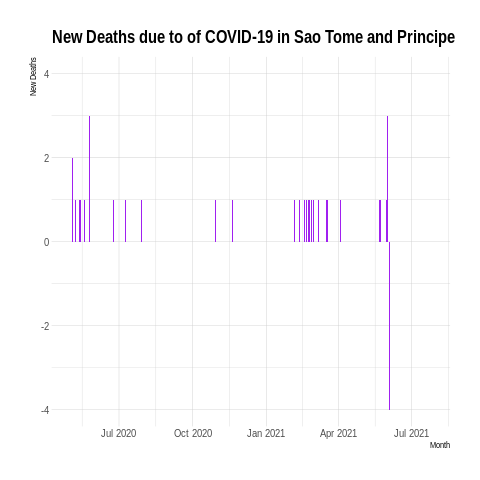 New Deaths due to of COVID-19 in Sao Tome and Principe
New Deaths
4
2
0
-2
-4
Jul 2020 Oct 2020 Jan 2021 Apr 2021 Jul 2021
Month